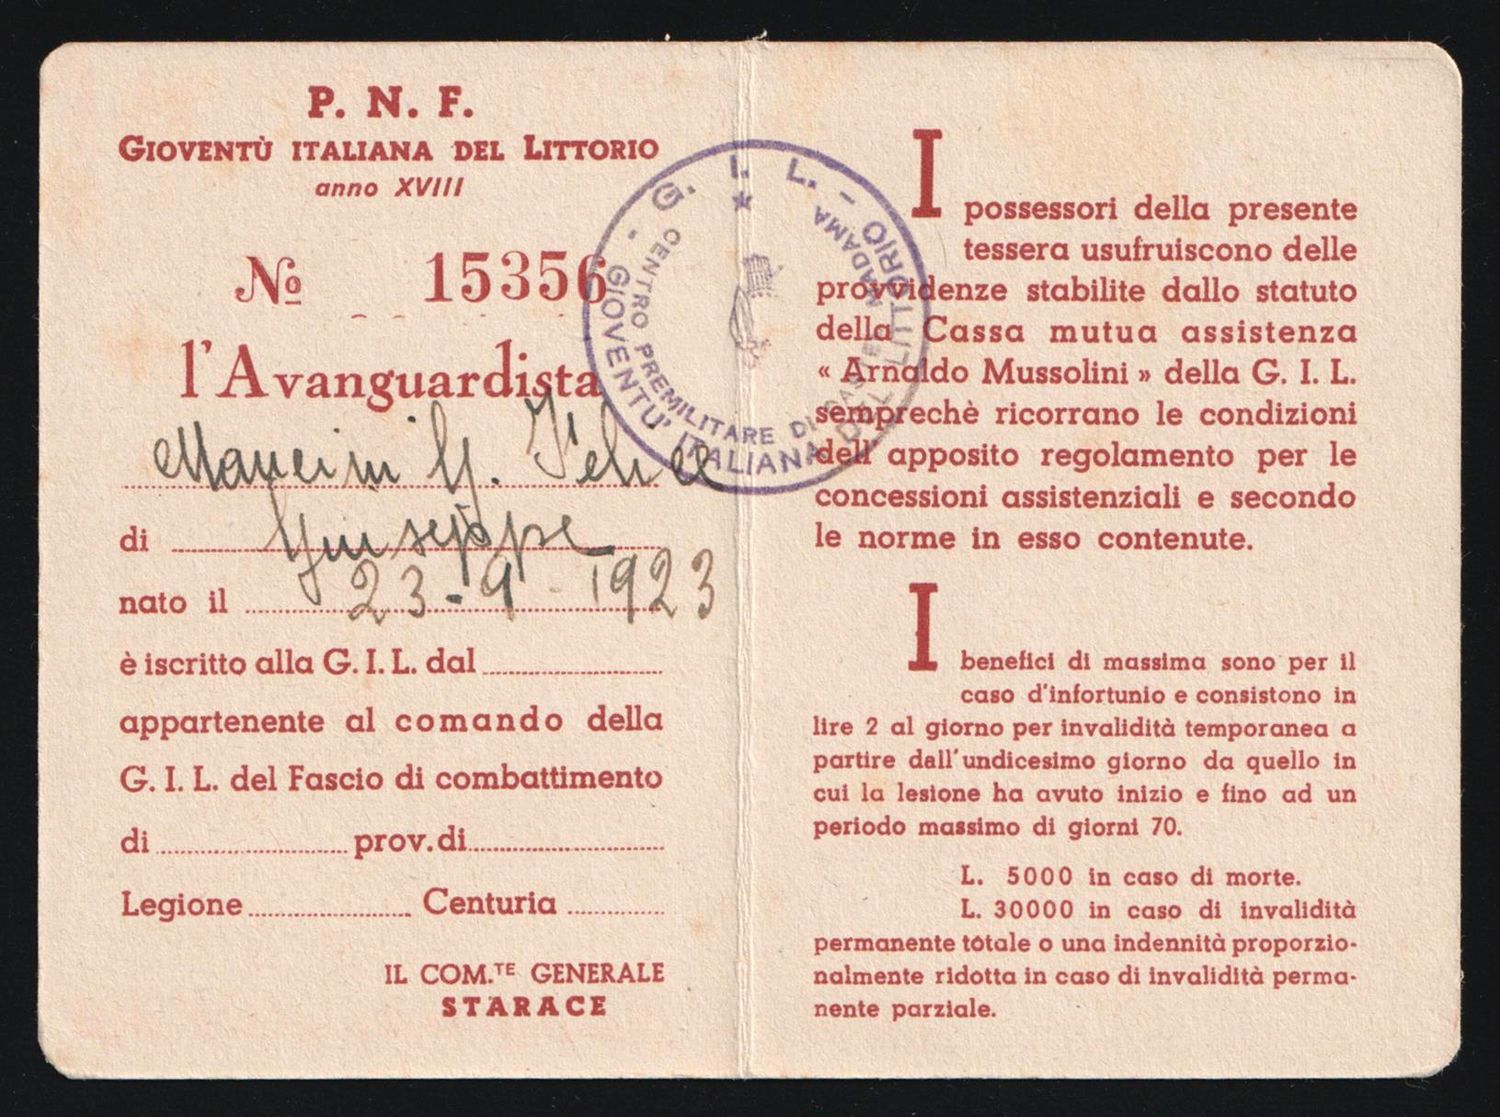 P. N. F.
GIOVENTÙ ITALIANA DEL LITTORIO
anno XVIII
No 15356
l'Avanguardista
Mancini G. Felice
di Giuseppe
nato il 23-9-1923
è iscritto alla G. I. L. dal
appartenente al comando della
G. I. L. del Fascio di combattimento
di prov. di
Legione Centuria
IL COM.TE GENERALE
STARACE
- G. I. L. -
GIOVENTU' ITALIANA DEL LITTORIO
CENTRO PREMILITARE DI CASTEL MADAMA
I possessori della presente
tessera usufruiscono delle
provvidenze stabilite dallo statuto
della Cassa mutua assistenza
« Arnaldo Mussolini » della G. I. L.
semprechè ricorrano le condizioni
dell'apposito regolamento per le
concessioni assistenziali e secondo
le norme in esso contenute.
I benefici di massima sono per il
caso d'infortunio e consistono in
lire 2 al giorno per invalidità temporanea a
partire dall'undicesimo giorno da quello in
cui la lesione ha avuto inizio e fino ad un
periodo massimo di giorni 70.
L. 5000 in caso di morte.
L. 30000 in caso di invalidità
permanente totale o una indennità proporzio-
nalmente ridotta in caso di invalidità perma-
nente parziale.